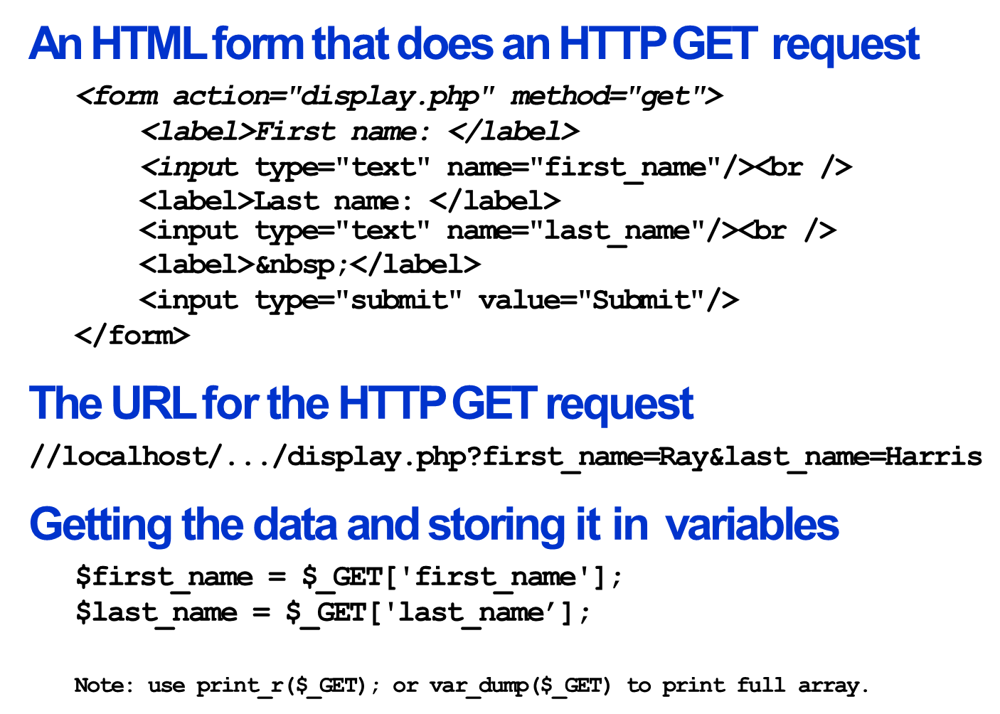 An HTML form that does an HTTP GET request
<form action="display.php" method="get">
<label>First name: </label>
<input type="text" name="first_name"/><br />
<label>Last name: </label>
<input type="text" name="last_name"/><br />
<label>&nbsp;</label>
<input type="submit" value="Submit"/>
</form>
The URL for the HTTP GET request
//localhost/.../display.php?first_name=Ray&last_name=Harris
Getting the data and storing it in variables
$first_name = $_GET['first_name'];
$last_name = $_GET['last_name’];
Note: use print_r($_GET); or var_dump($_GET) to print full array.